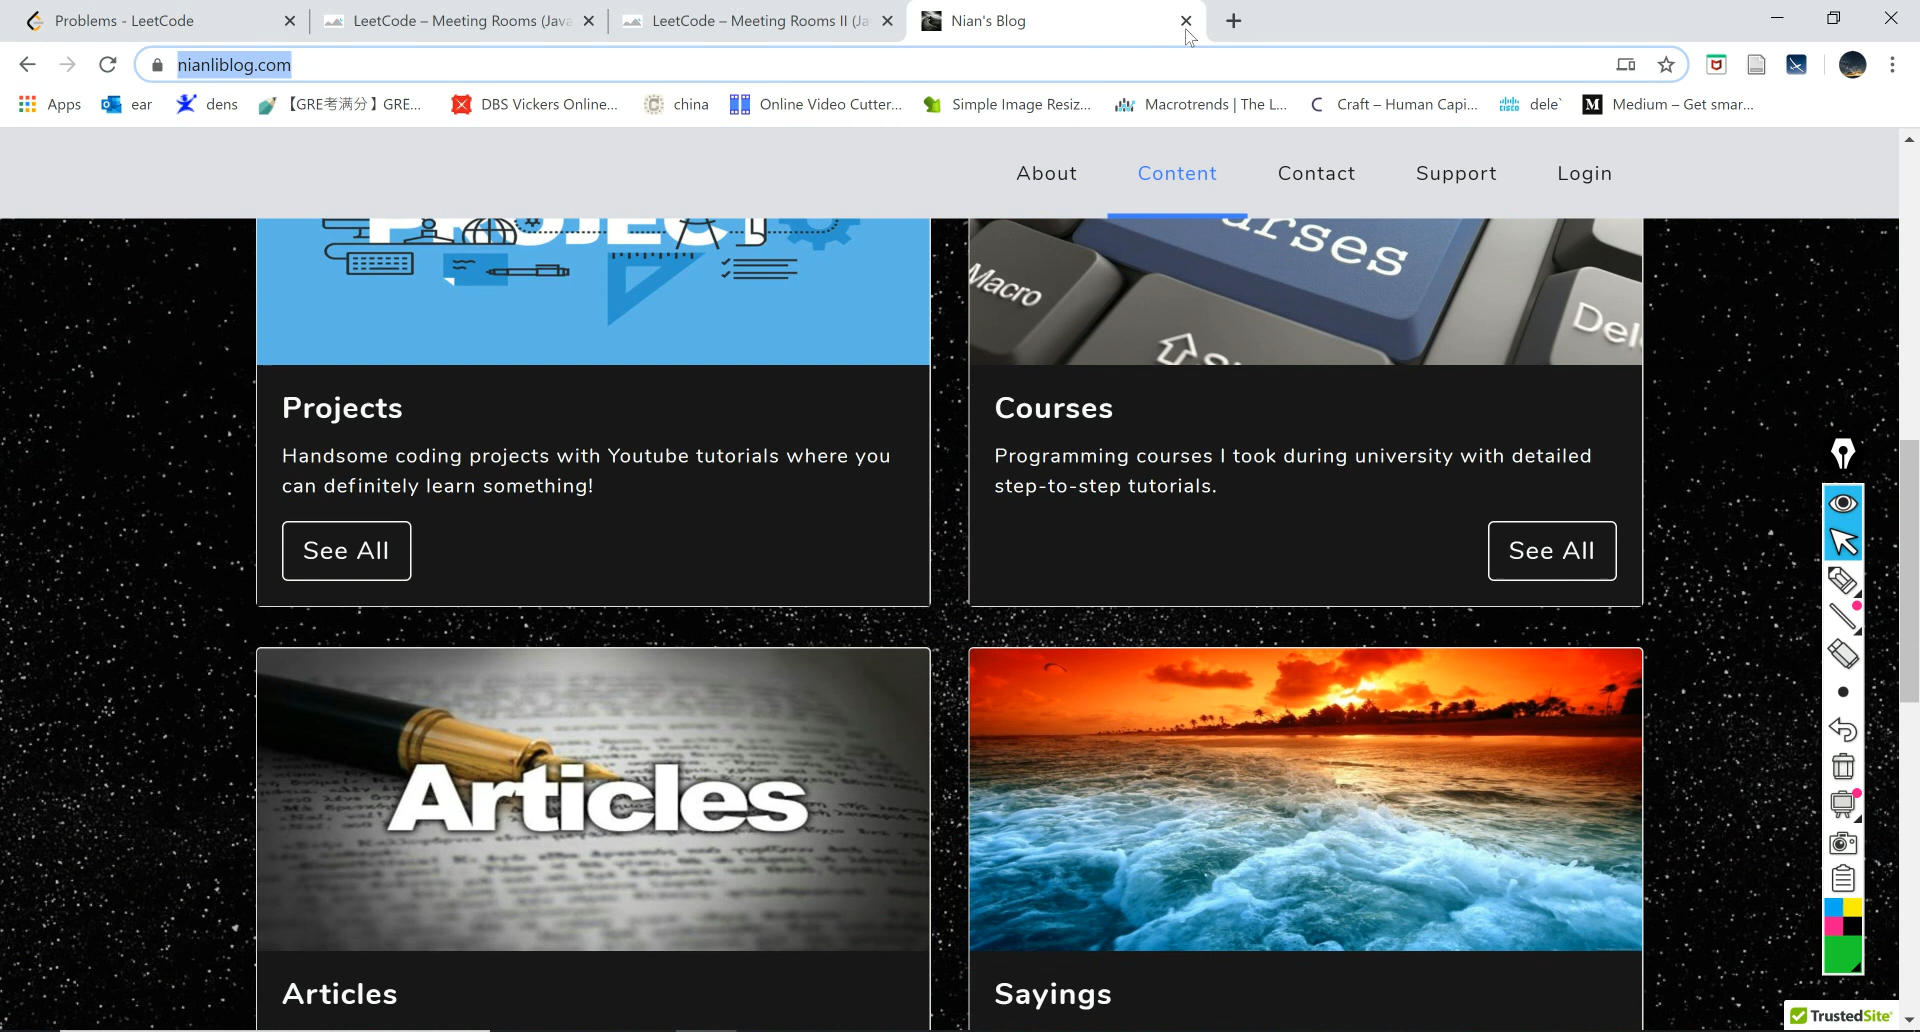 Problems - LeetCode
LeetCode – Meeting Rooms (Java
LeetCode – Meeting Rooms II (Ja
Nian's Blog
nianliblog.com
Apps
ear
dens
【GRE考满分】GRE...
DBS Vickers Online...
china
Online Video Cutter...
Simple Image Resiz...
Macrotrends | The L...
Craft – Human Capi...
dele`
Medium – Get smar...
About
Content
Contact
Support
Login
PROJECT
urses
Macro
Del
Projects
Handsome coding projects with Youtube tutorials where you
can definitely learn something!
See All
Courses
Programming courses I took during university with detailed
step-to-step tutorials.
See All
Articles
Articles
Sayings
TrustedSite